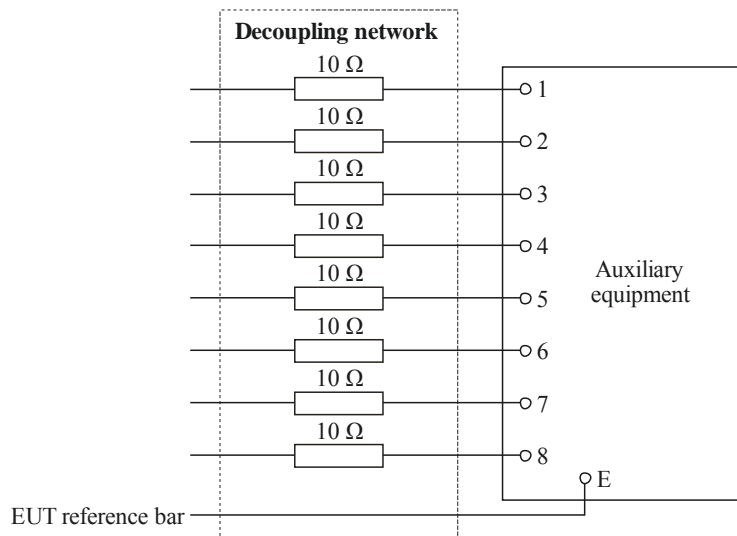 Decoupling network
10 Ω
1
10 Ω
2
10 Ω
3
10 Ω
4
Auxiliary
equipment
10 Ω
5
10 Ω
6
10 Ω
7
10 Ω
8
E
EUT reference bar